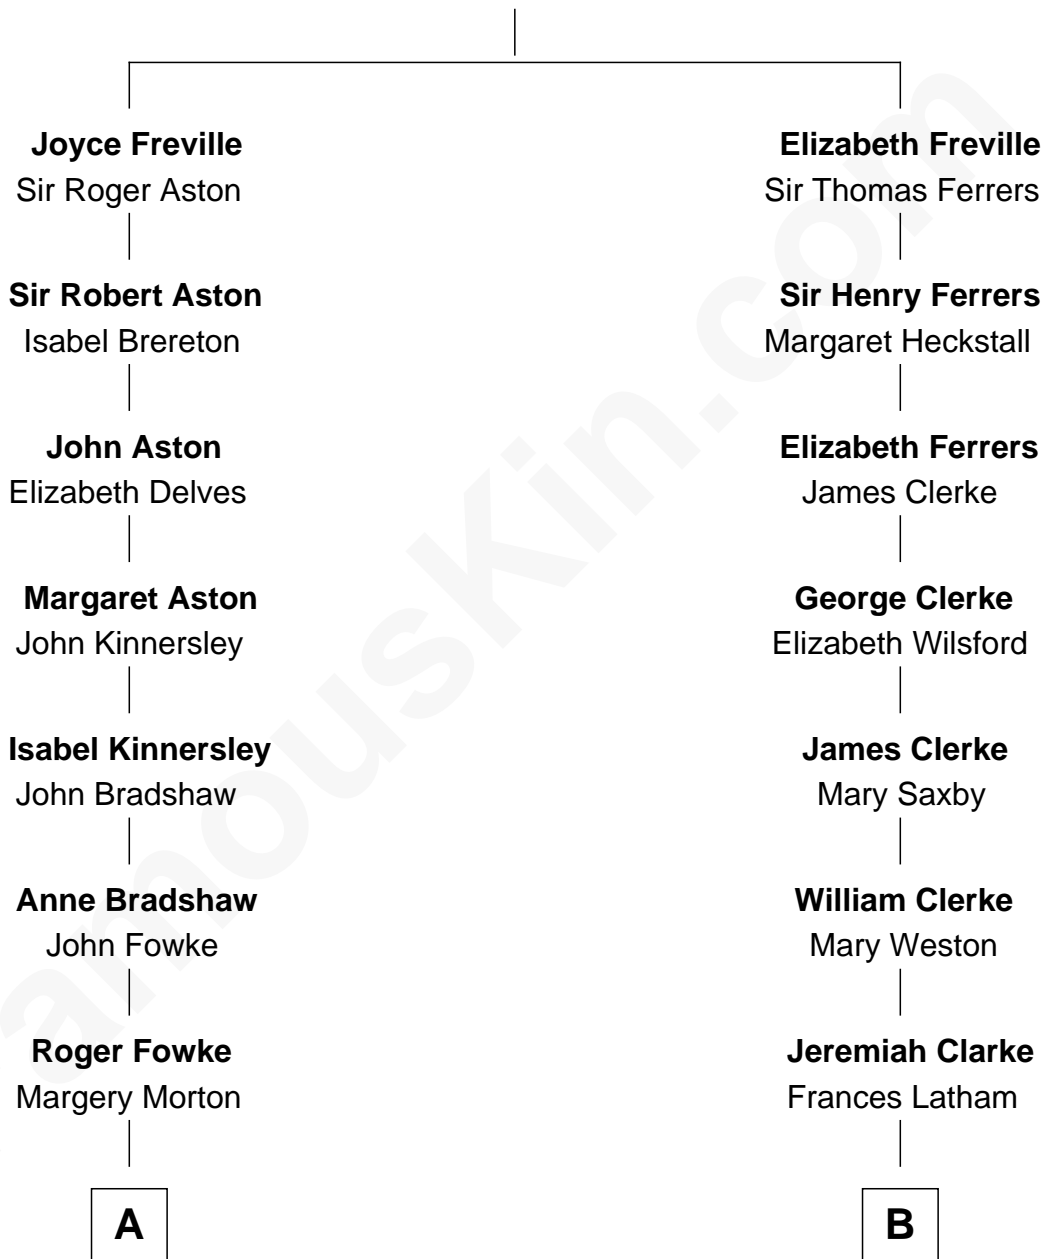 Joyce Freville
Sir Roger Aston
Sir Robert Aston
Isabel Brereton
John Aston
Elizabeth Delves
Margaret Aston
John Kinnersley
Isabel Kinnersley
John Bradshaw
Anne Bradshaw
John Fowke
Roger Fowke
Margery Morton
A
Elizabeth Freville
Sir Thomas Ferrers
Sir Henry Ferrers
Margaret Heckstall
Elizabeth Ferrers
James Clerke
George Clerke
Elizabeth Wilsford
James Clerke
Mary Saxby
William Clerke
Mary Weston
Jeremiah Clarke
Frances Latham
B
amousKin.com